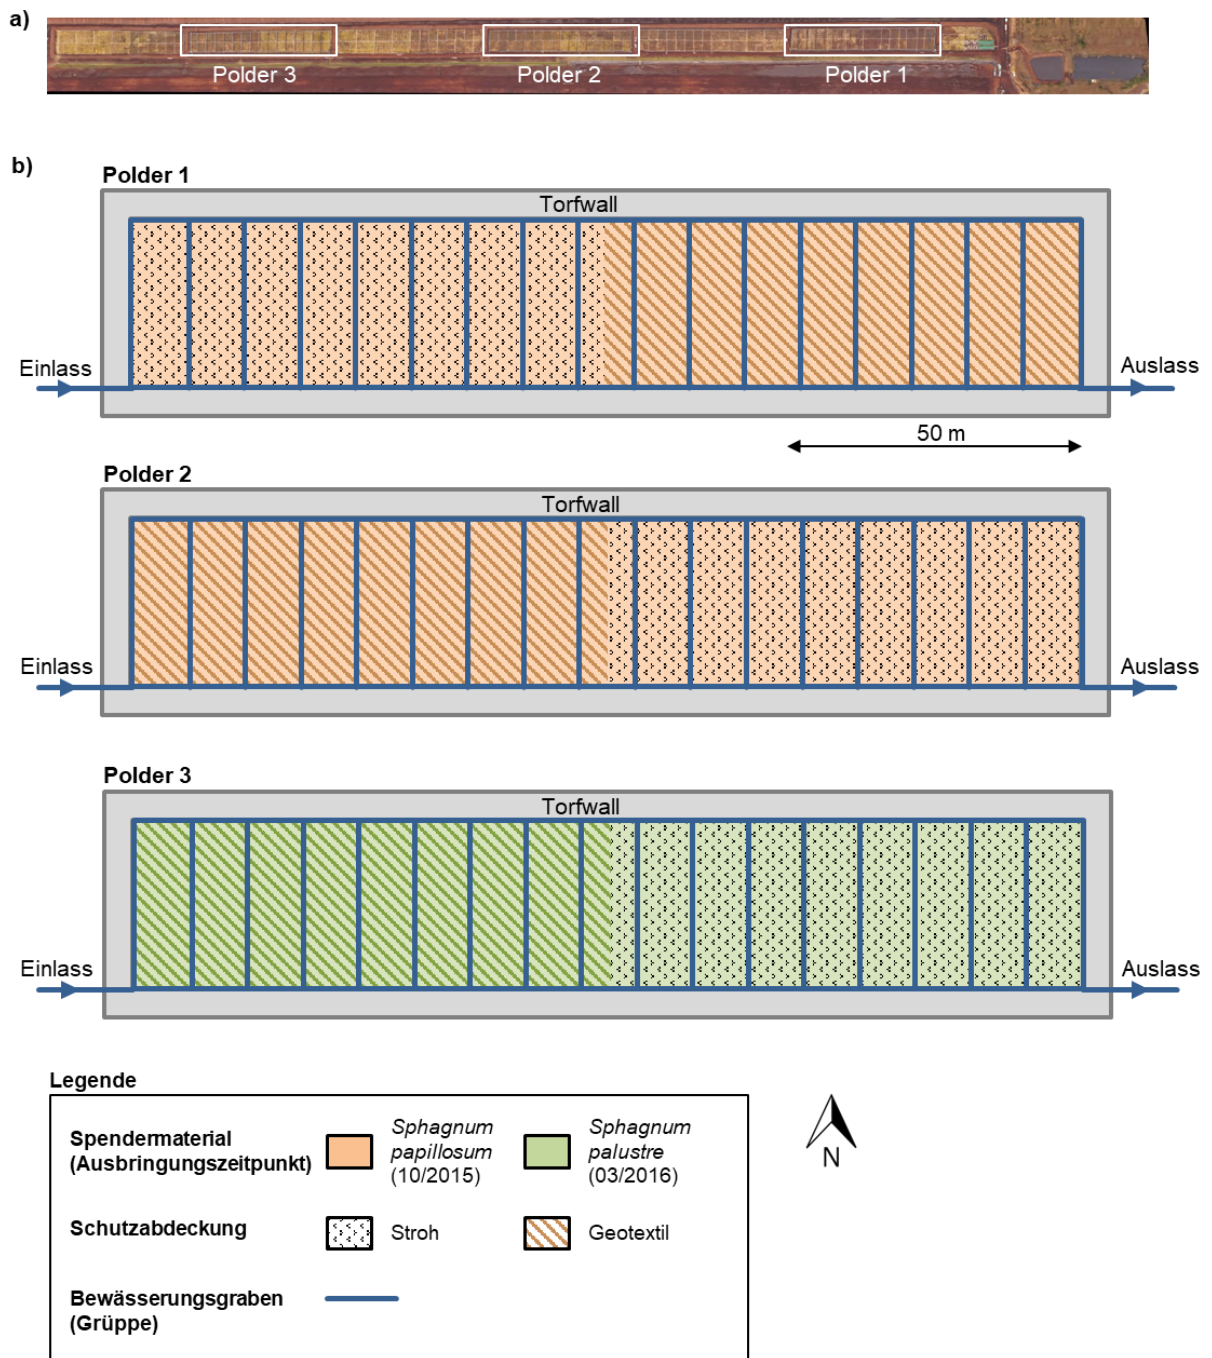 a)
Polder 3
Polder 2
Polder 1
b)
Polder 1
Torfwall
Einlass
Auslass
50 m
Polder 2
Torfwall
Einlass
Auslass
Polder 3
Torfwall
Einlass
Auslass
Legende
Spendermaterial
(Ausbringungszeitpunkt)
Sphagnum
papillosum
(10/2015)
Sphagnum
palustre
(03/2016)
Schutzabdeckung
Stroh
Geotextil
Bewässerungsgraben
(Grüppe)
N